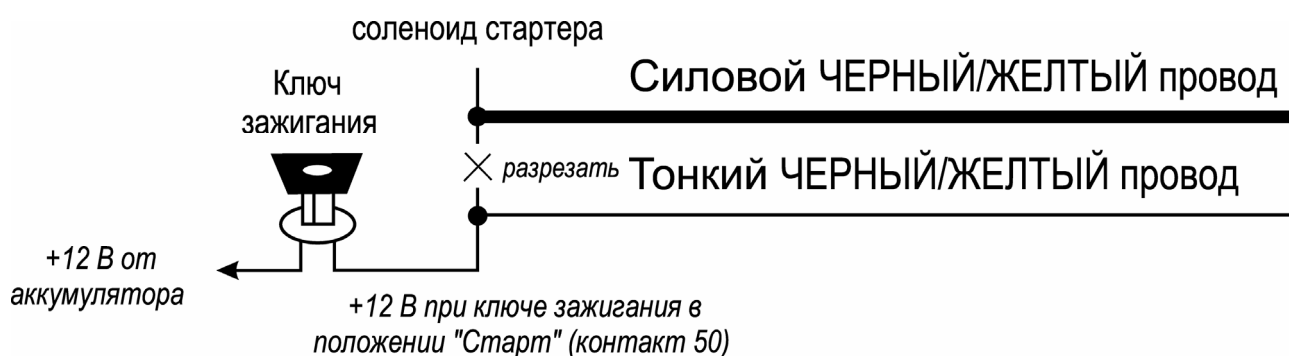 соленоид стартера
Силовой ЧЕРНЫЙ/ЖЕЛТЫЙ провод
Ключ
зажигания
разрезать
Тонкий ЧЕРНЫЙ/ЖЕЛТЫЙ провод
+12 В от
аккумулятора
+12 В при ключе зажигания в
положении "Старт" (контакт 50)